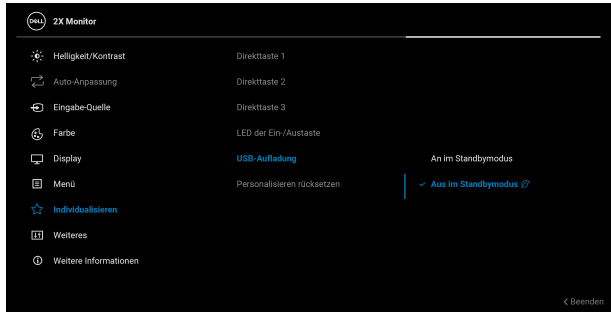 DELL
2X Monitor
Helligkeit/Kontrast
Direkttaste 1
Auto-Anpassung
Direkttaste 2
Eingabe-Quelle
Direkttaste 3
Farbe
LED der Ein-/Austaste
Display
USB-Aufladung
An im Standbymodus
Menü
Personalisieren rücksetzen
Aus im Standbymodus
Individualisieren
Weiteres
Weitere Informationen
Beenden